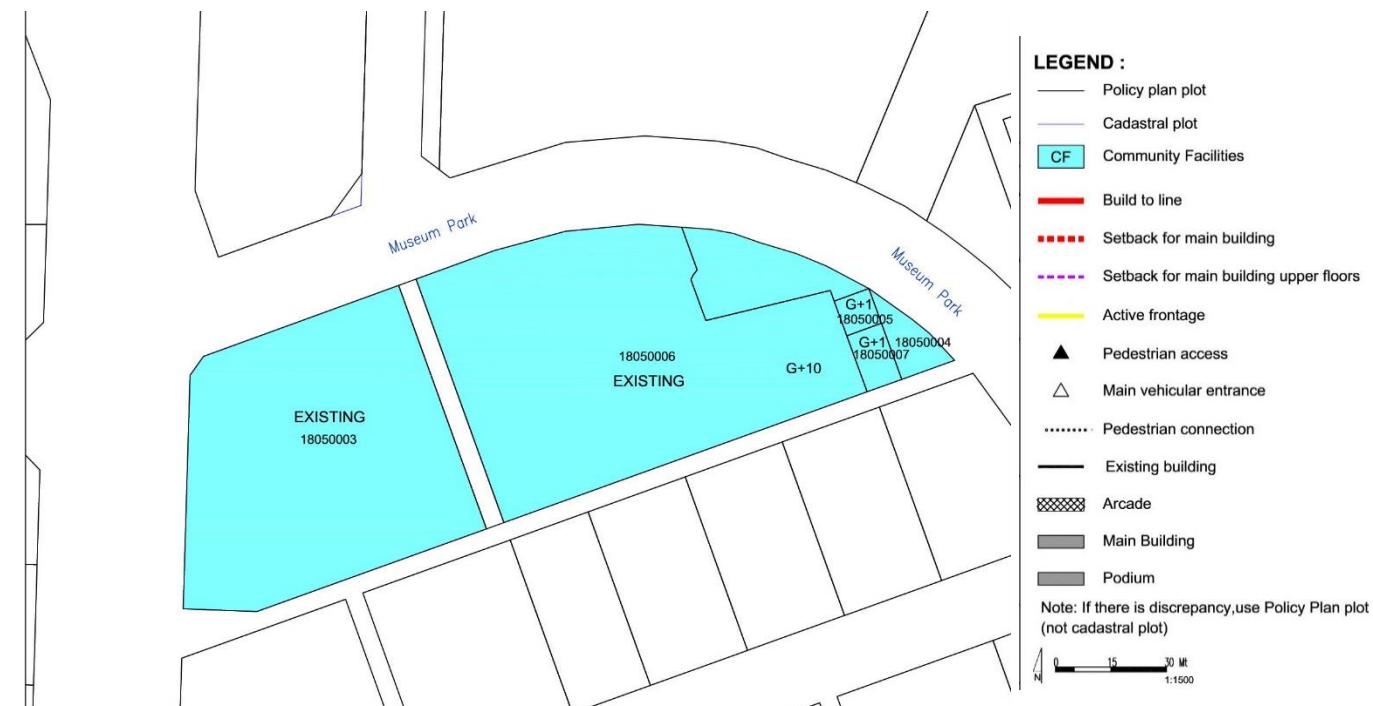 Museum Park
Museum Park
G+1
18050005
G+1
18050004
18050007
18050006
EXISTING
G+10
EXISTING
18050003
LEGEND :
Policy plan plot
Cadastral plot
CF
Community Facilities
Build to line
Setback for main building
Setback for main building upper floors
Active frontage
Pedestrian access
Main vehicular entrance
Pedestrian connection
Existing building
Arcade
Main Building
Podium
Note: If there is discrepancy,use Policy Plan plot
(not cadastral plot)
N
0 15 30 Mt
1:1500